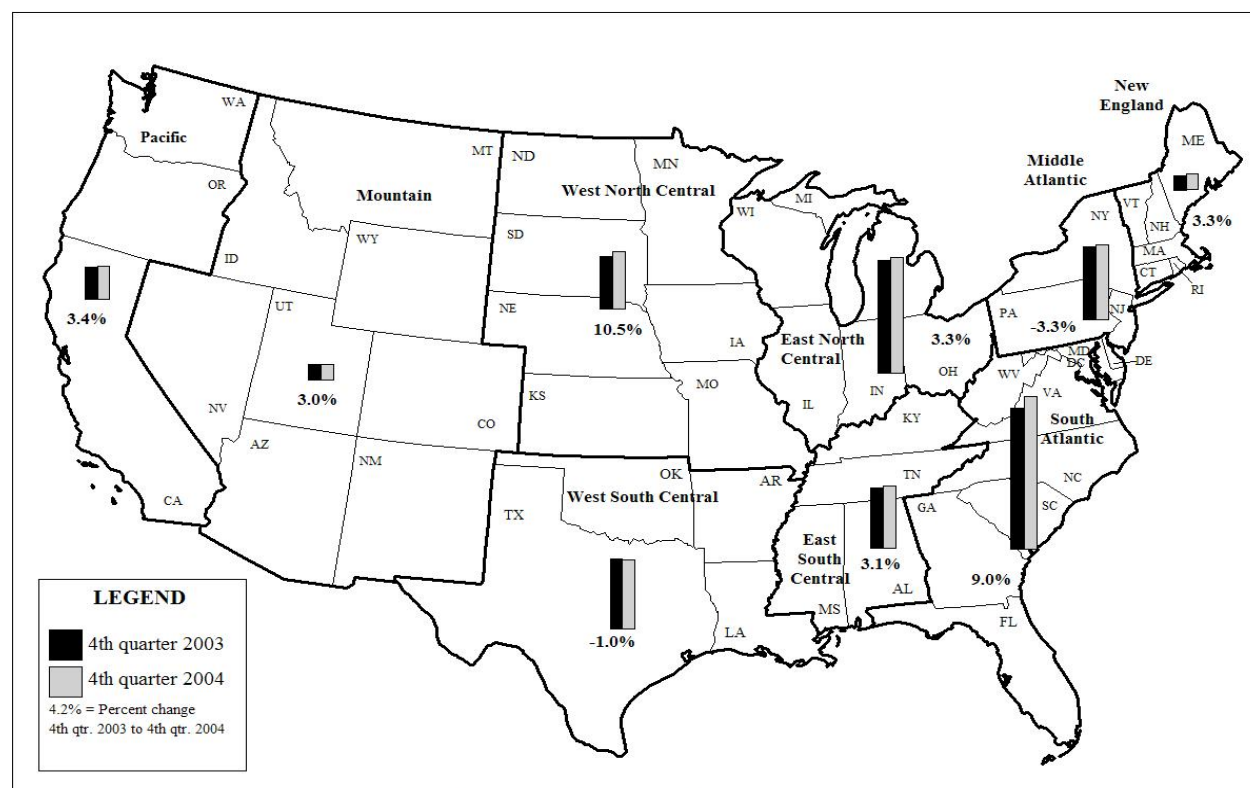 New
England
WA
ME
Pacific
MT
ND
MN
Middle
Atlantic
OR
Mountain
West North Central
MI
WI
VT
NY
NH
3.3%
ID
WY
SD
MA
CT
RI
UT
NE
PA
NJ
3.4%
10.5%
-3.3%
East North
Central
3.3%
IA
MD
DC
DE
3.0%
OH
WV
MO
KS
IN
VA
NV
IL
KY
South
Atlantic
CO
AZ
NM
OK
AR
TN
NC
CA
West South Central
GA
SC
TX
East
South
Central
3.1%
9.0%
AL
MS
FL
LA
-1.0%
LEGEND
4th quarter 2003
4th quarter 2004
4.2% = Percent change
4th qtr. 2003 to 4th qtr. 2004